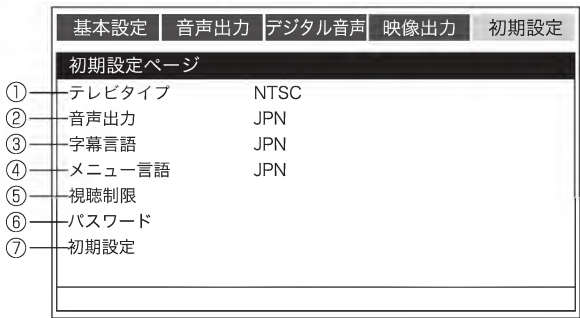 基本設定 音声出力 デジタル音声 映像出力 初期設定
初期設定ページ
① テレビタイプ NTSC
② 音声出力 JPN
③ 字幕言語 JPN
④ メニュー言語 JPN
⑤ 視聴制限
⑥ パスワード
⑦ 初期設定